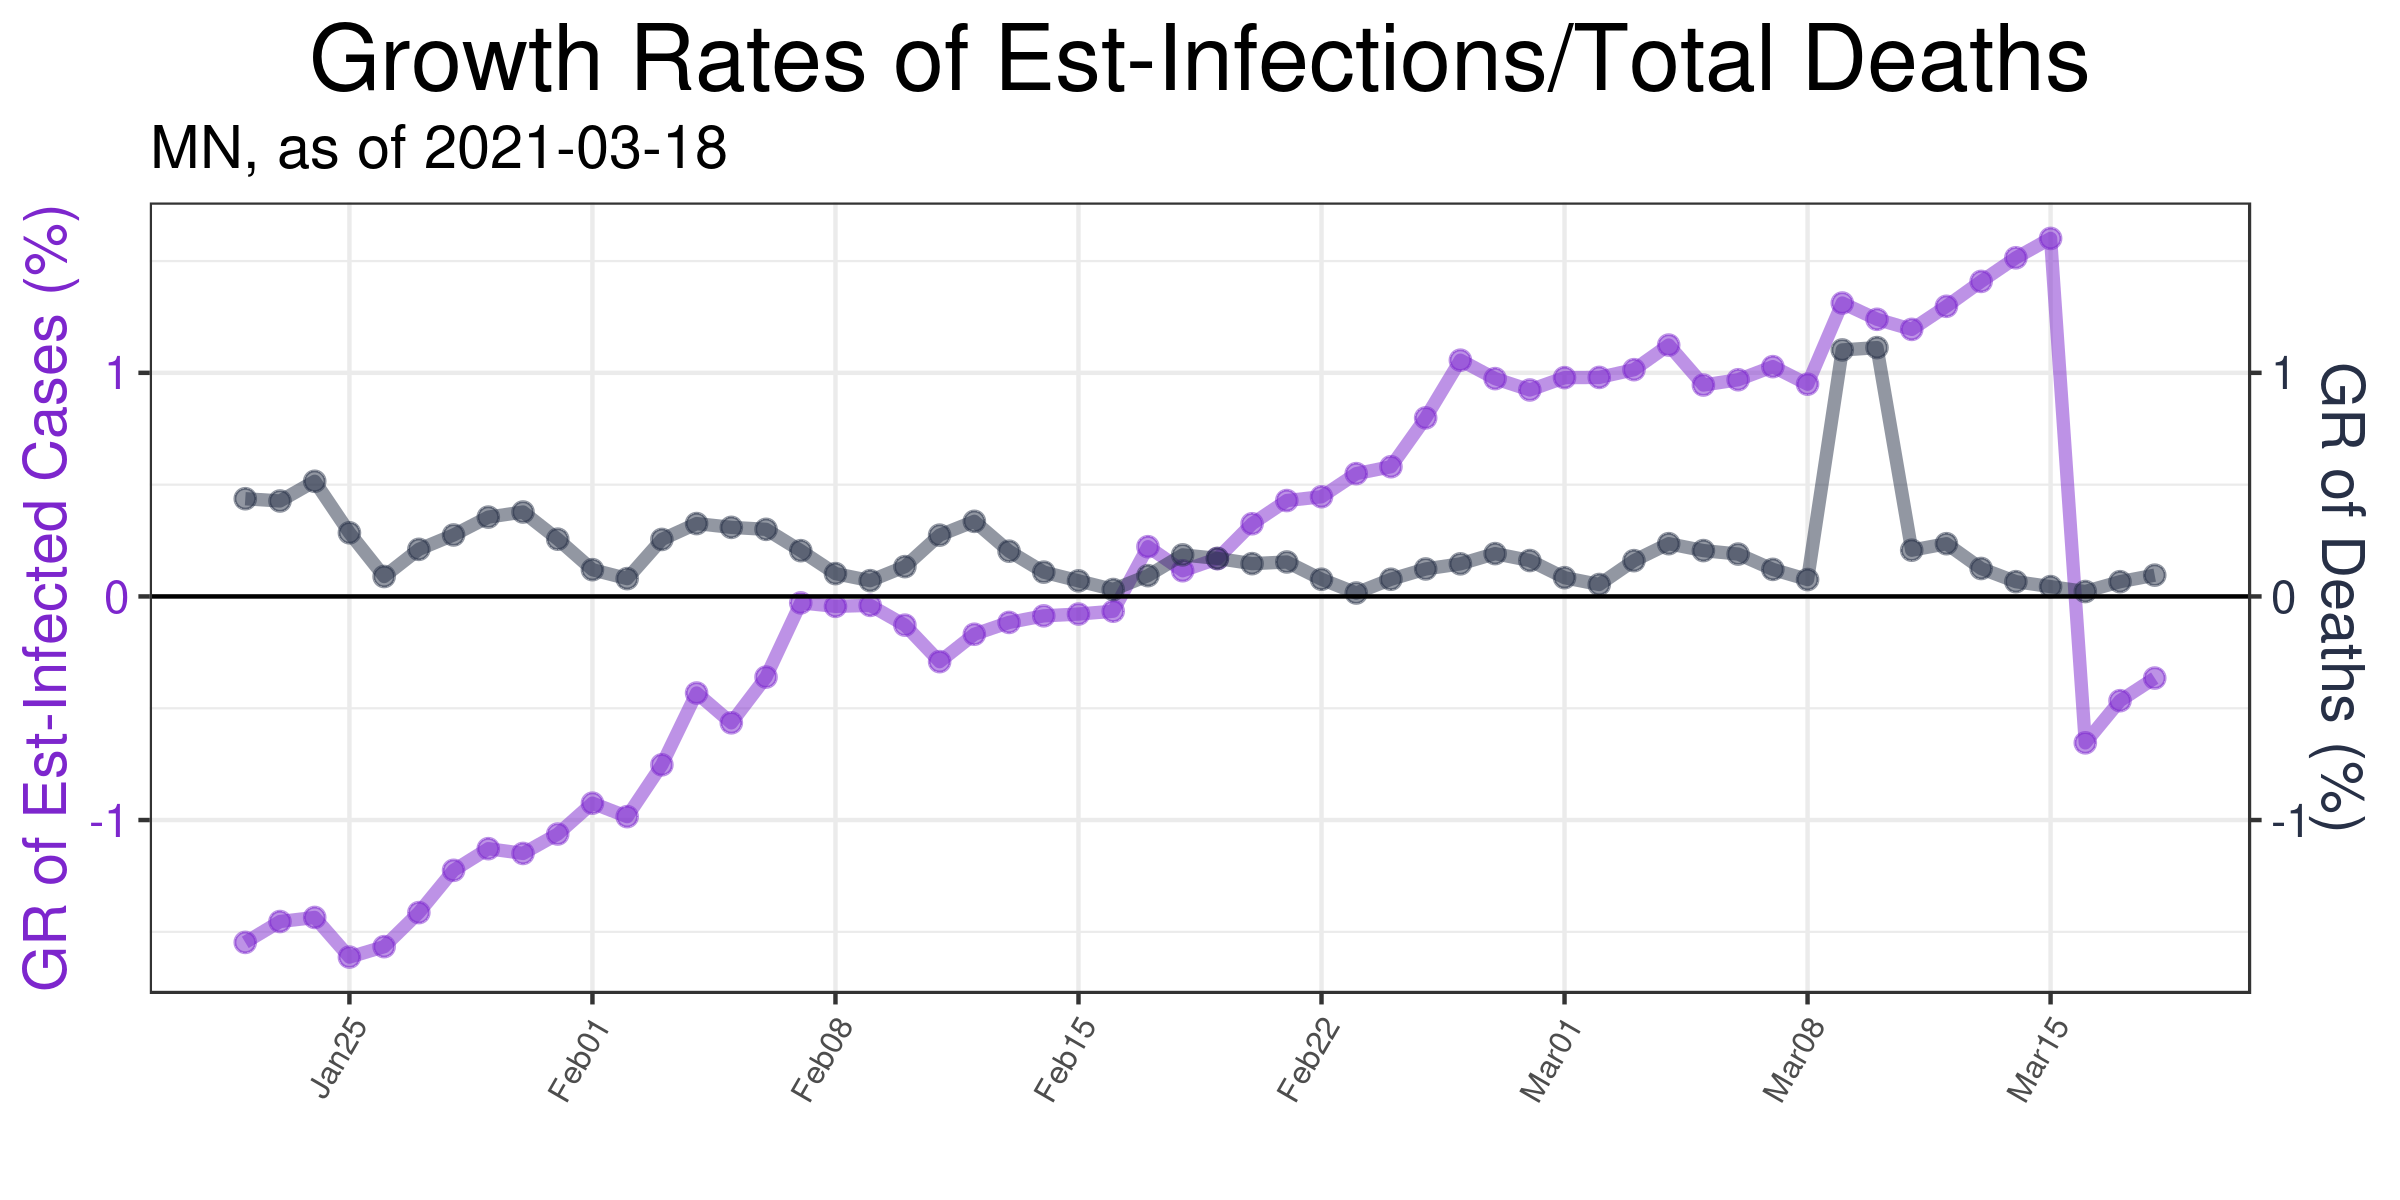 Growth Rates of Est-Infections/Total Deaths
MN, as of 2021-03-18
GR of Est-Infected Cases (%)
1
0
-1
1
0
-1
GR of Deaths (%)
Jan25
Feb01
Feb08
Feb15
Feb22
Mar01
Mar08
Mar15